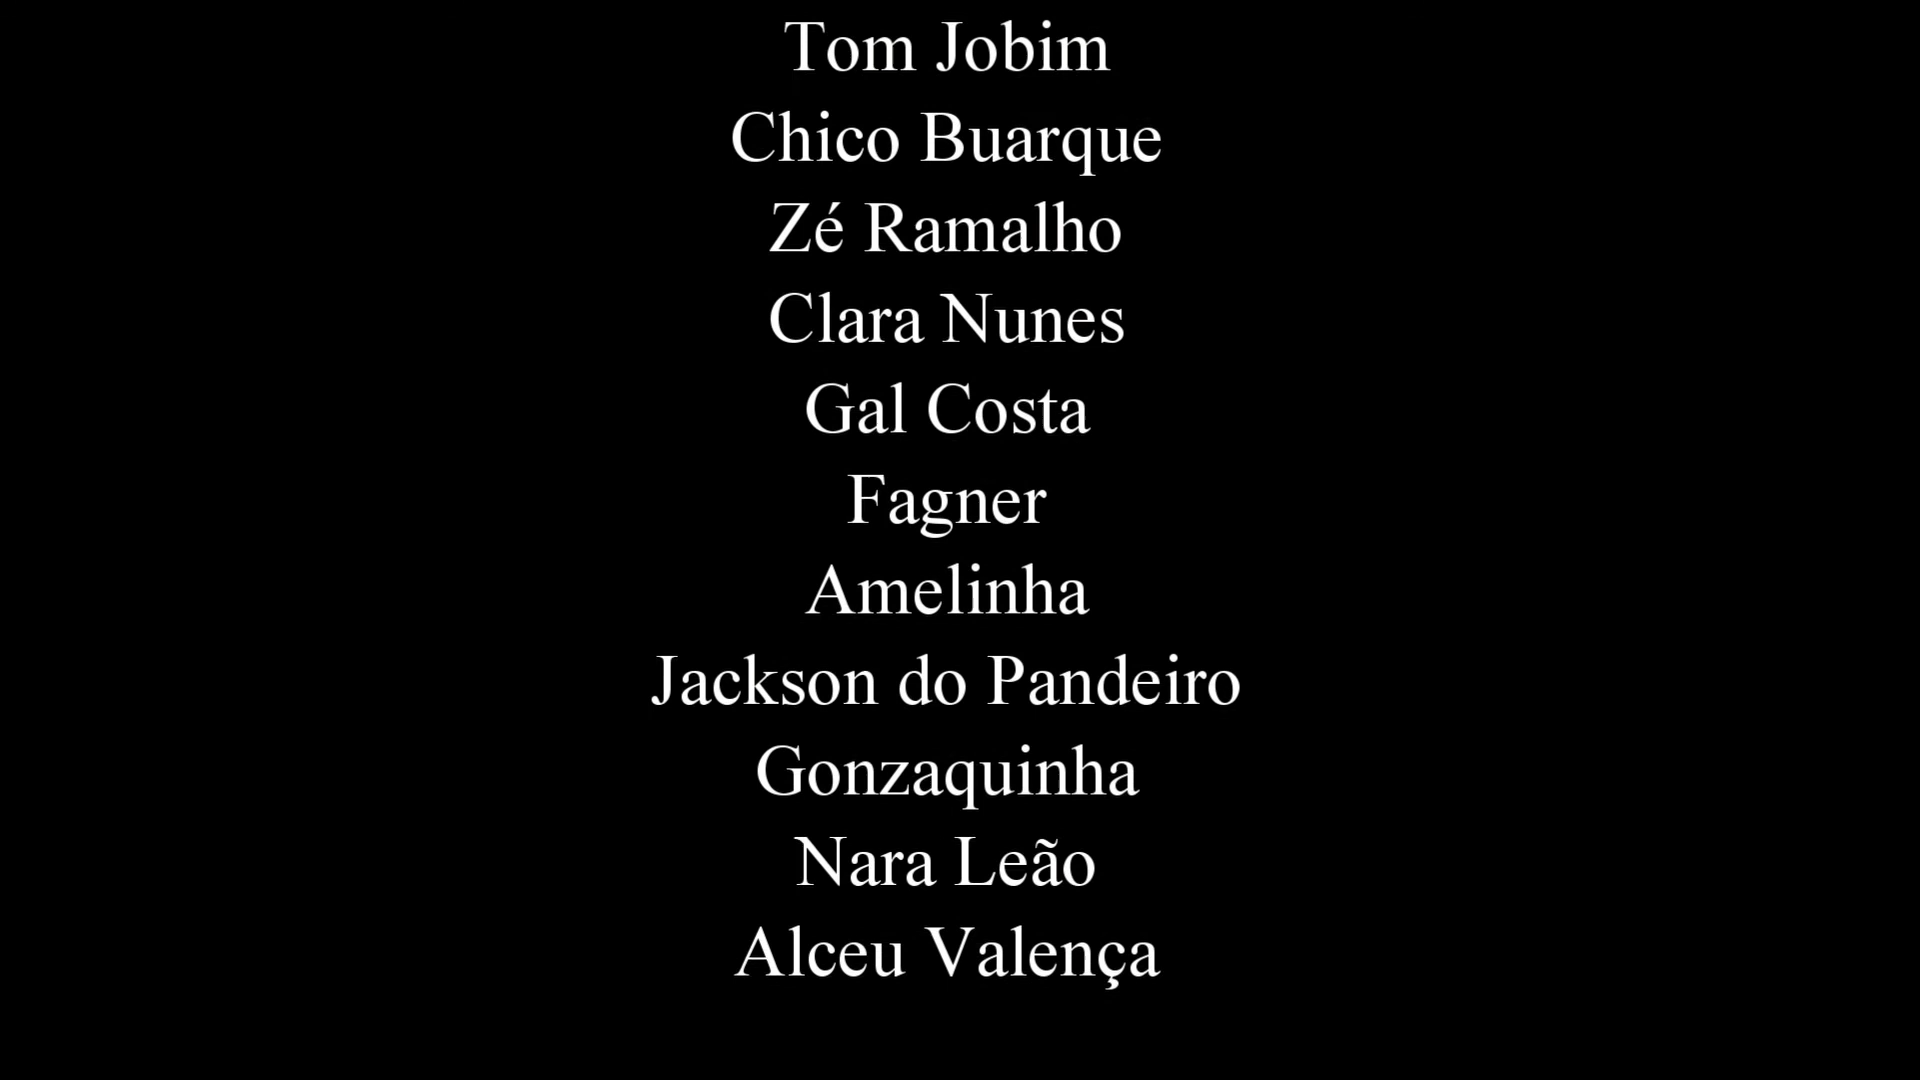 Tom Jobim
Chico Buarque
Zé Ramalho
Clara Nunes
Gal Costa
Fagner
Amelinha
Jackson do Pandeiro
Gonzaquinha
Nara Leão
Alceu Valença